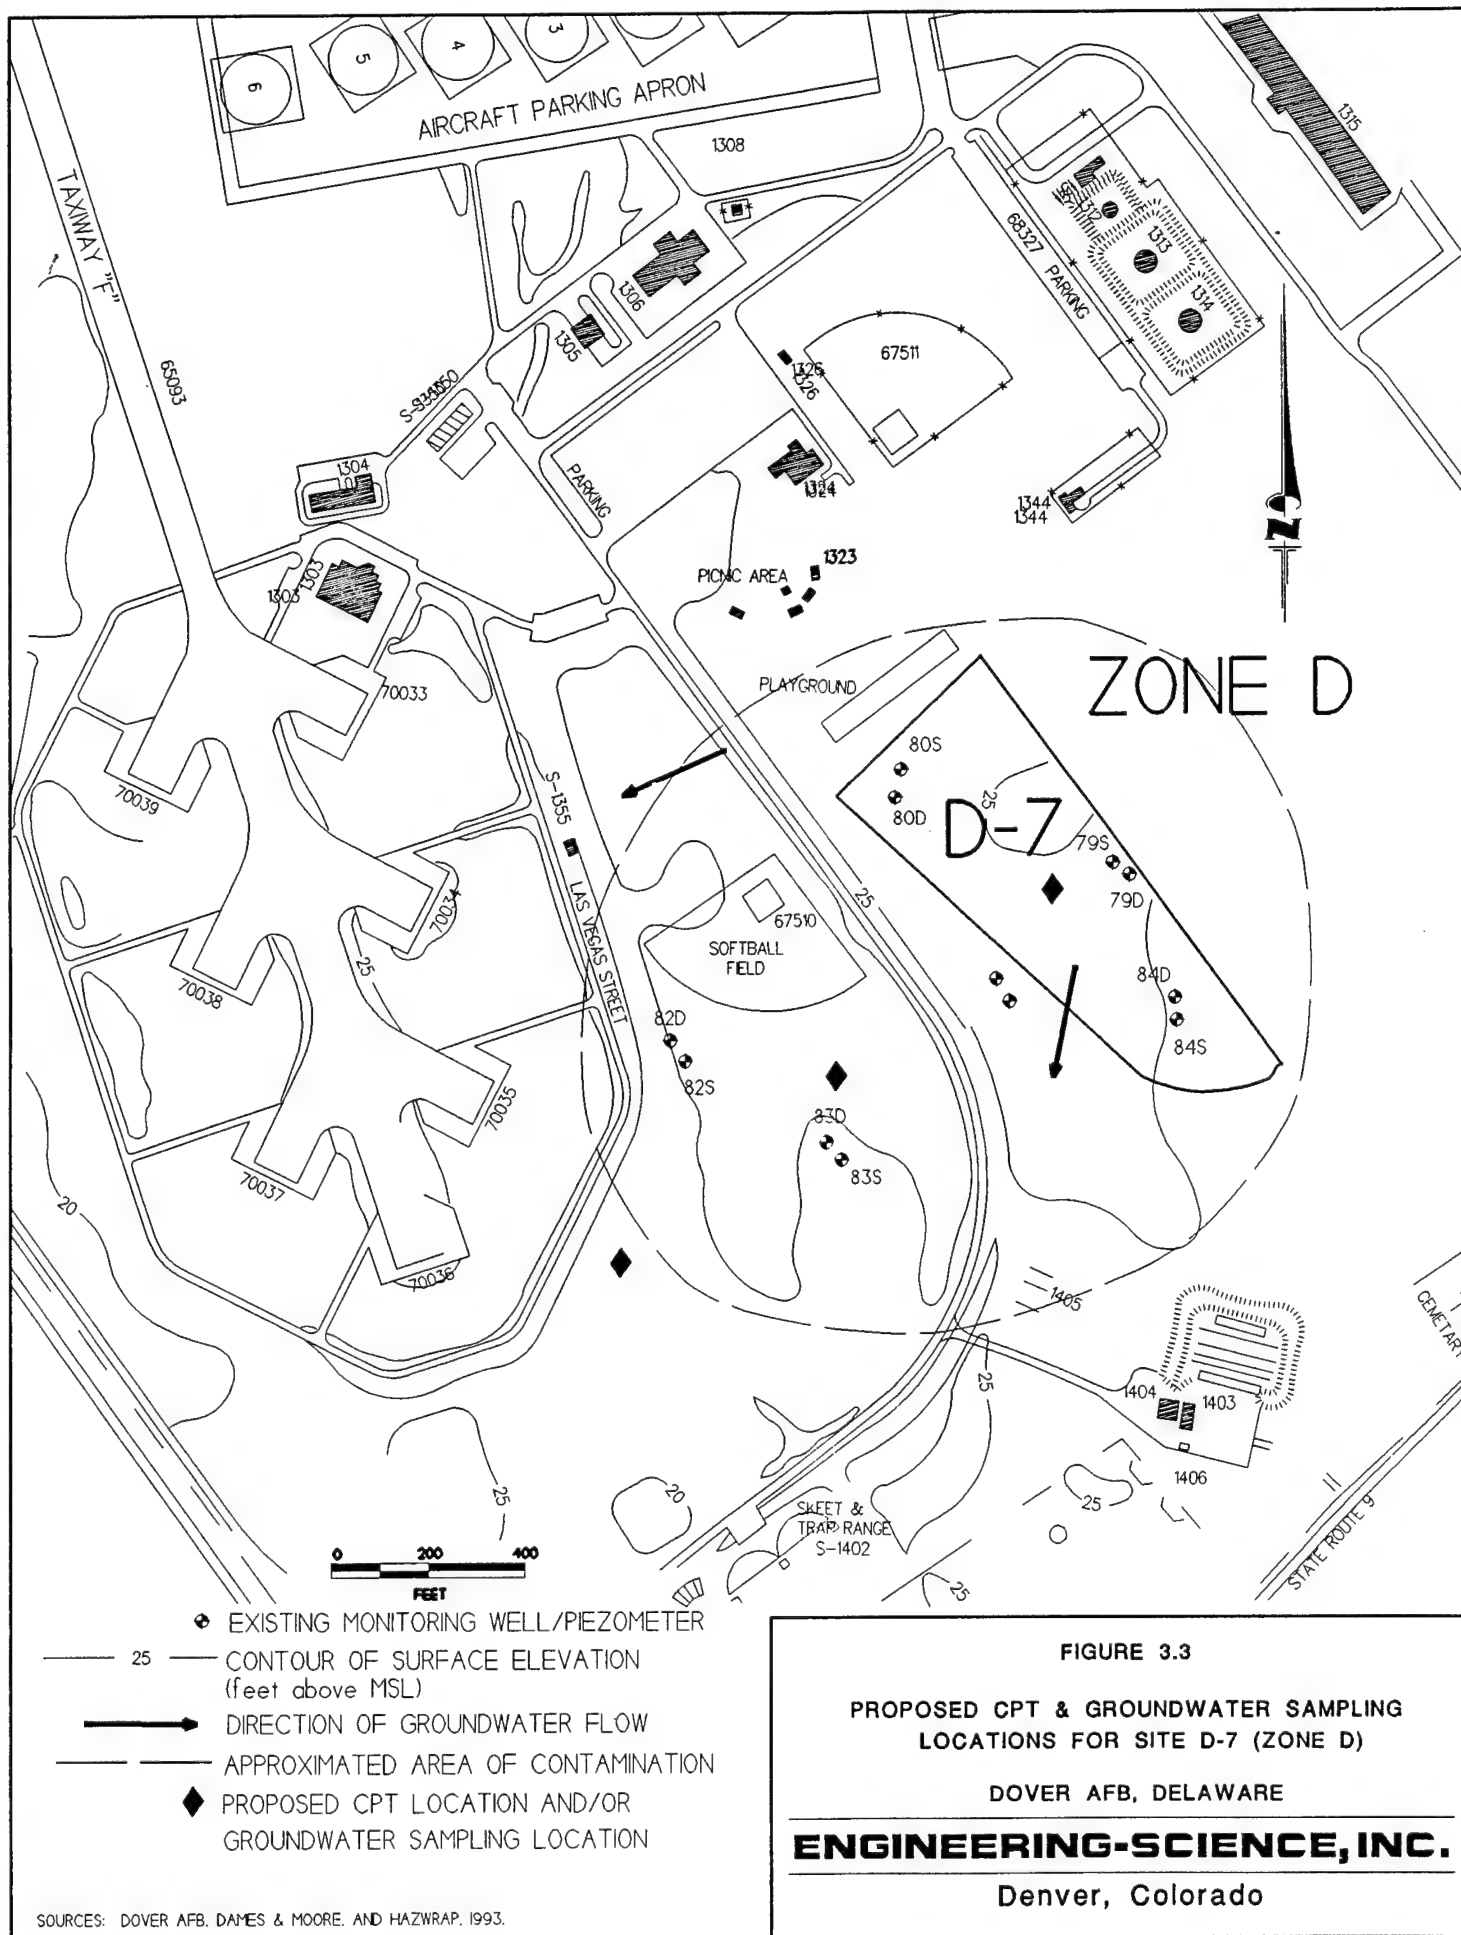 6
5
4
3
AIRCRAFT PARKING APRON
1308
1315
TAXIWAY "F"
65093
1312
1313
1314
68327 PARKING
1306
1305
67511
1326
1326
1304
PARKING
1324
1344
1344
1303
1303
PICNIC AREA
1323
70033
PLAYGROUND
ZONE D
80S
80D
25
D-7
79S
79D
70039
S-1355
LAS VEGAS STREET
25
70034
67510
SOFTBALL
FIELD
25
70038
84D
84S
82D
82S
83D
83S
70035
70037
20
70036
1405
CEMETARY
25
1404
1403
1406
25
20
25
SKEET &
TRAP RANGE
S-1402
25
STATE ROUTE 9
0 200 400
FEET
EXISTING MONITORING WELL/PIEZOMETER
25 CONTOUR OF SURFACE ELEVATION
(feet above MSL)
DIRECTION OF GROUNDWATER FLOW
APPROXIMATED AREA OF CONTAMINATION
PROPOSED CPT LOCATION AND/OR
GROUNDWATER SAMPLING LOCATION
SOURCES: DOVER AFB, DAMES & MOORE, AND HAZWRAP, 1993.
N
FIGURE 3.3
PROPOSED CPT & GROUNDWATER SAMPLING
LOCATIONS FOR SITE D-7 (ZONE D)
DOVER AFB, DELAWARE
ENGINEERING-SCIENCE, INC.
Denver, Colorado